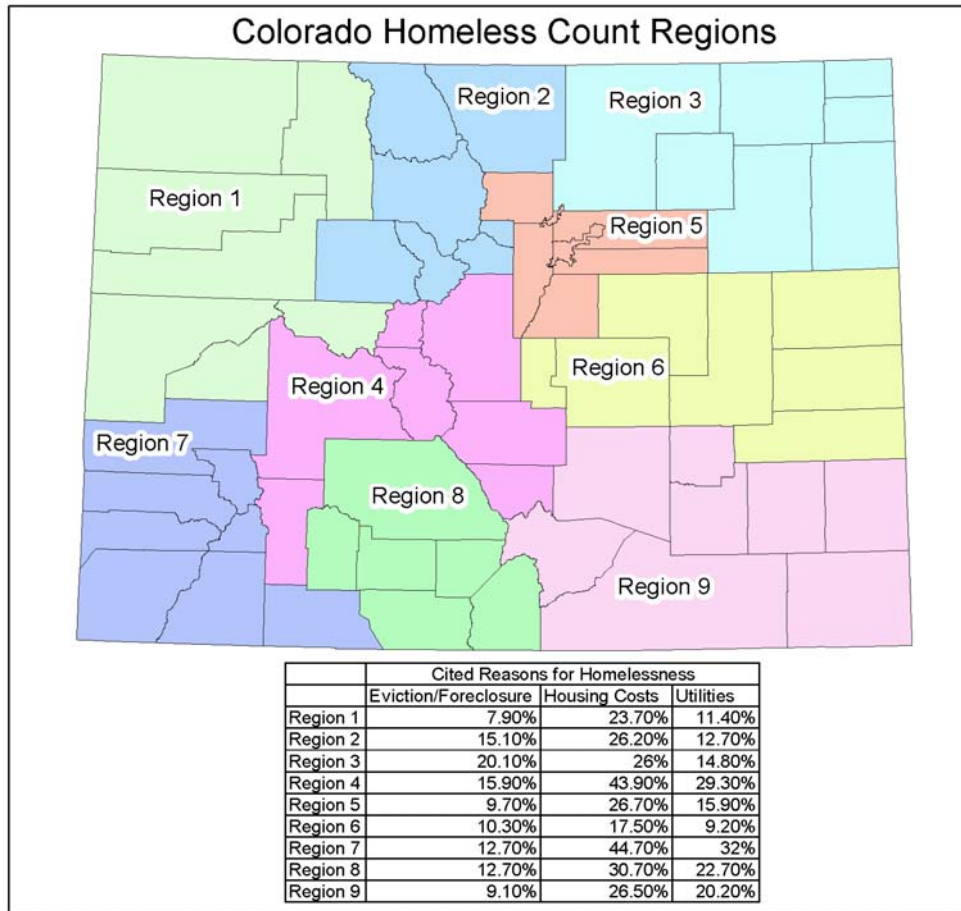 Colorado Homeless Count Regions
Region 2
Region 3
Region 1
Region 5
Region 6
Region 4
Region 7
Region 8
Region 9
Cited Reasons for Homelessness
Eviction/Foreclosure Housing Costs Utilities
Region 1 7.90% 23.70% 11.40%
Region 2 15.10% 26.20% 12.70%
Region 3 20.10% 26% 14.80%
Region 4 15.90% 43.90% 29.30%
Region 5 9.70% 26.70% 15.90%
Region 6 10.30% 17.50% 9.20%
Region 7 12.70% 44.70% 32%
Region 8 12.70% 30.70% 22.70%
Region 9 9.10% 26.50% 20.20%